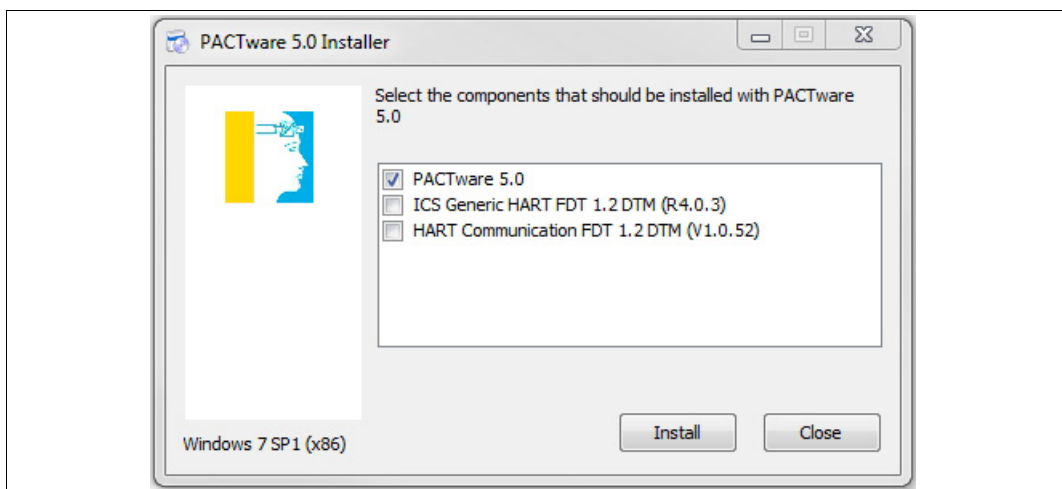 PACTware 5.0 Installer
Select the components that should be installed with PACTware
5.0
PACTware 5.0
ICS Generic HART FDT 1.2 DTM (R4.0.3)
HART Communication FDT 1.2 DTM (V1.0.52)
Windows 7 SP1 (x86)
Install
Close